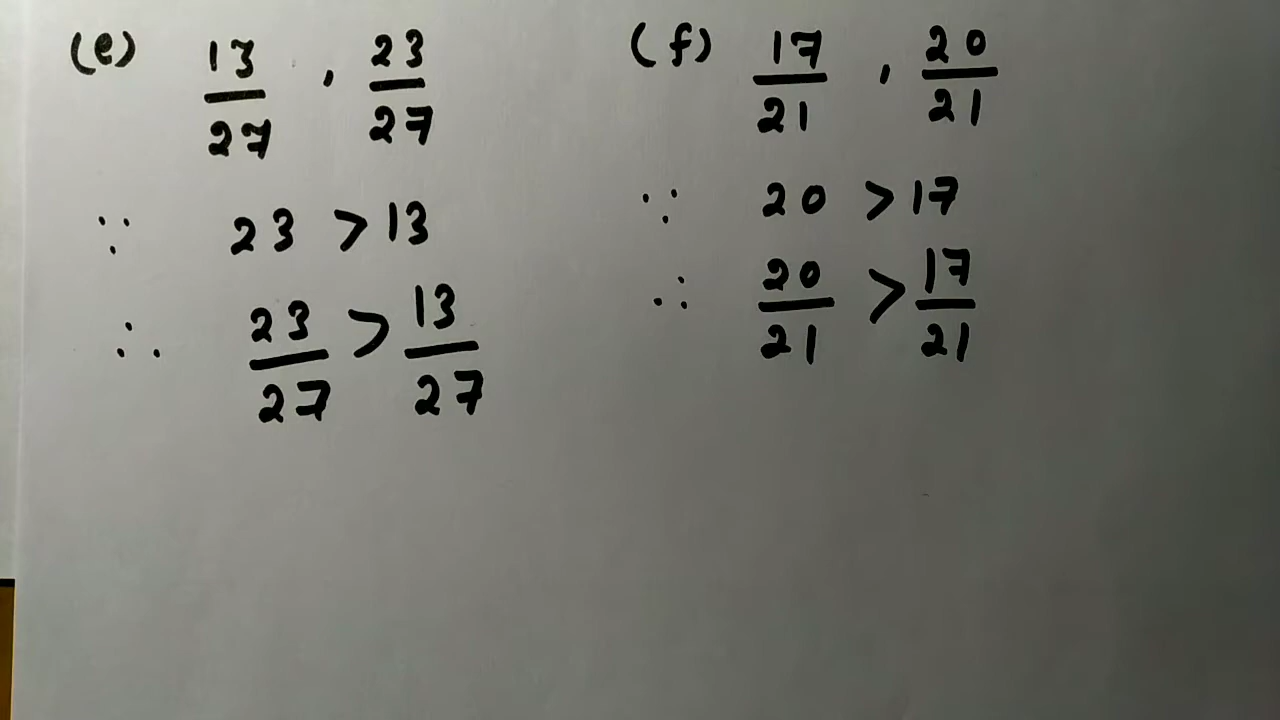 (e) 13/27 , 23/27
∵ 23 > 13
∴ 23/27 > 13/27
(f) 17/21 , 20/21
∵ 20 > 17
∴ 20/21 > 17/21